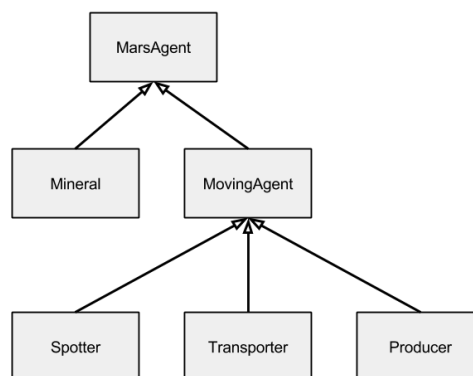 MarsAgent
Mineral
MovingAgent
Spotter
Transporter
Producer